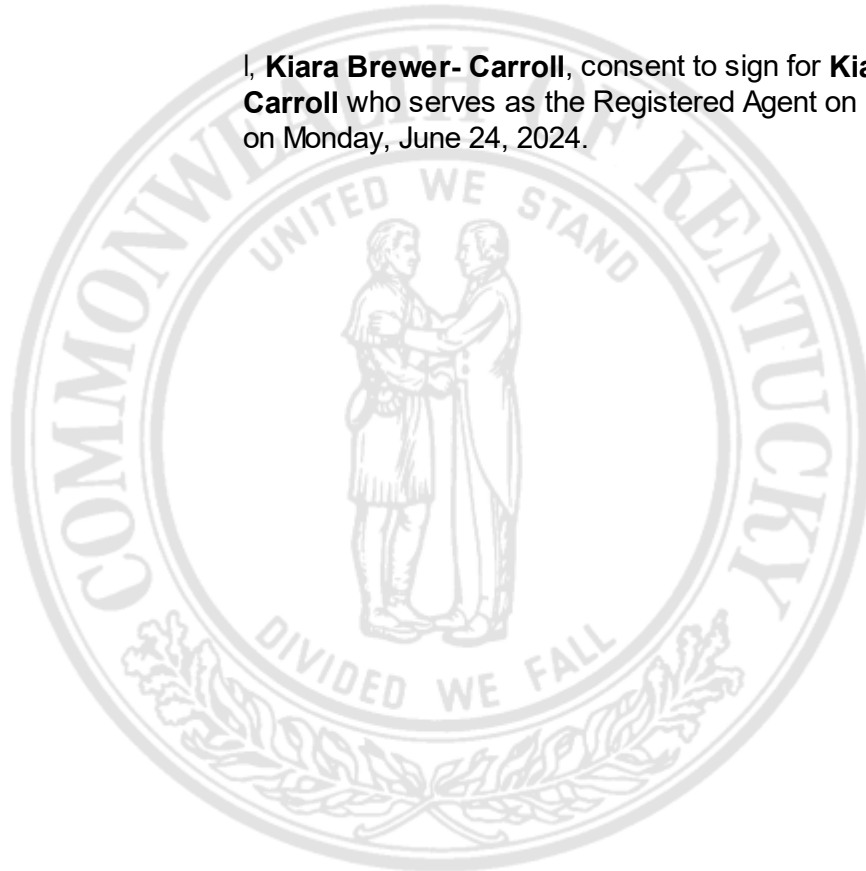 I, Kiara Brewer- Carroll, consent to sign for Kia
Carroll who serves as the Registered Agent on
on Monday, June 24, 2024.
COMMONWEALTH OF KENTUCKY
UNITED WE STAND
DIVIDED WE FALL